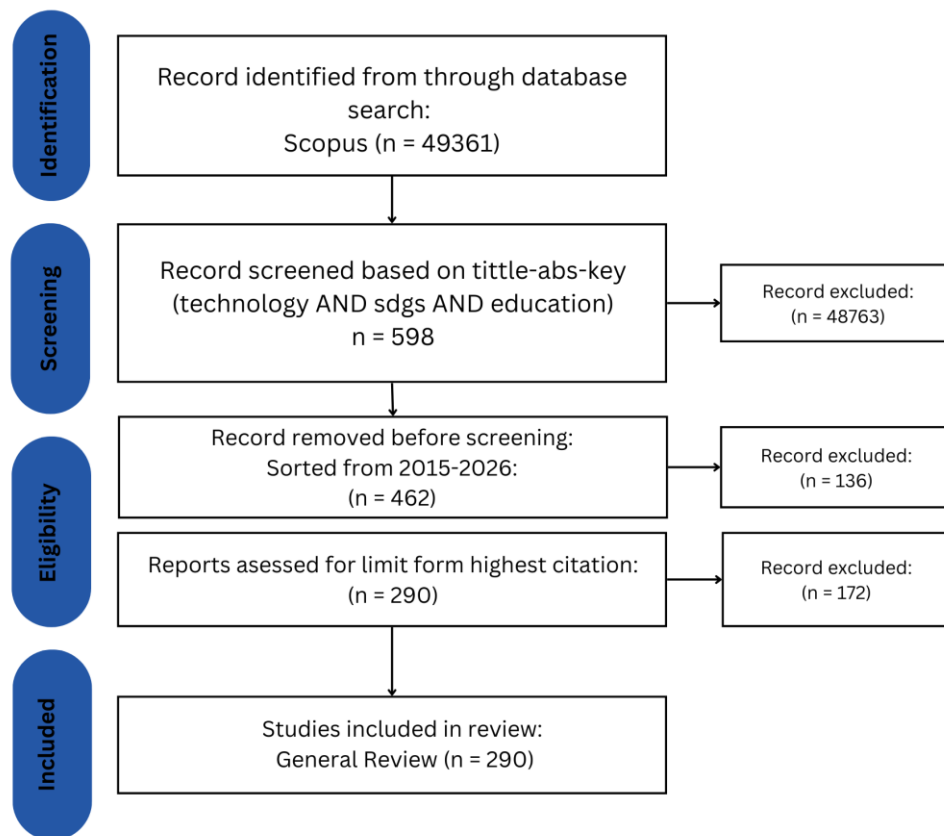 Identification
Record identified from through database
search:
Scopus (n = 49361)
Screening
Record screened based on tittle-abs-key
(technology AND sdgs AND education)
n = 598
Record excluded:
(n = 48763)
Eligibility
Record removed before screening:
Sorted from 2015-2026:
(n = 462)
Record excluded:
(n = 136)
Reports asessed for limit form highest citation:
(n = 290)
Record excluded:
(n = 172)
Included
Studies included in review:
General Review (n = 290)